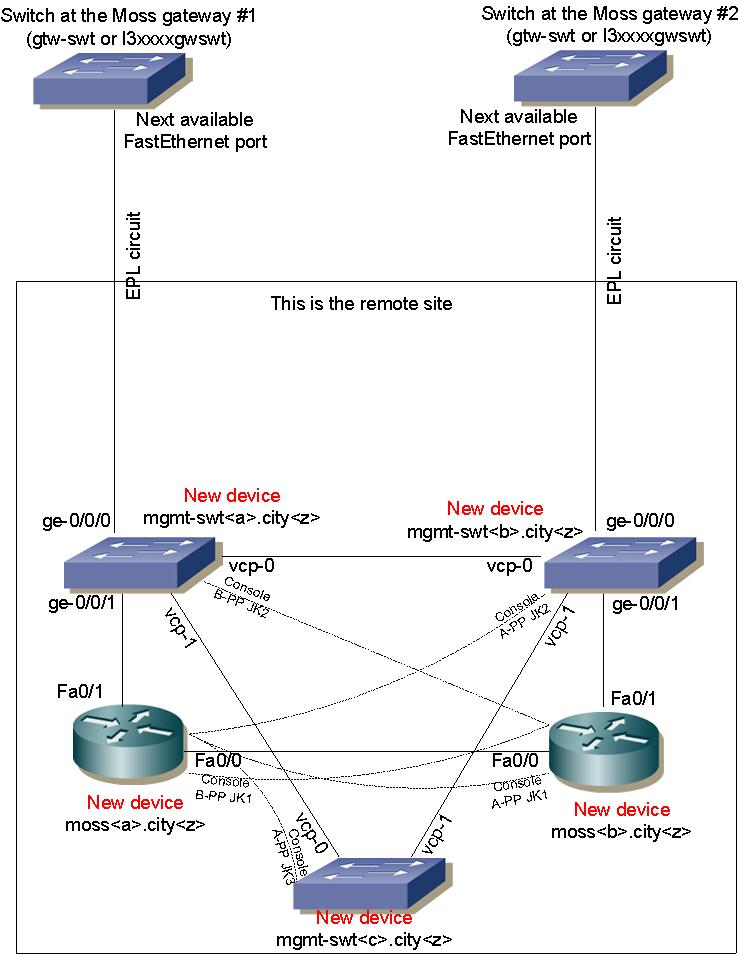 Switch at the Moss gateway #1
(gtw-swt or l3xxxxgwswt)
Switch at the Moss gateway #2
(gtw-swt or l3xxxxgwswt)
Next available
FastEthernet port
Next available
FastEthernet port
EPL circuit
EPL circuit
This is the remote site
New device
mgmt-swt<a>.city<z>
New device
mgmt-swt<b>.city<z>
ge-0/0/0
ge-0/0/0
vcp-0
vcp-0
ge-0/0/1
ge-0/0/1
Console
B-PP JK2
Console
A-PP JK2
vcp-1
vcp-1
Fa0/1
Fa0/1
Fa0/0
Fa0/0
Console
B-PP JK1
Console
A-PP JK1
New device
moss<a>.city<z>
New device
moss<b>.city<z>
vcp-0
vcp-1
Console
A-PP JK3
New device
mgmt-swt<c>.city<z>